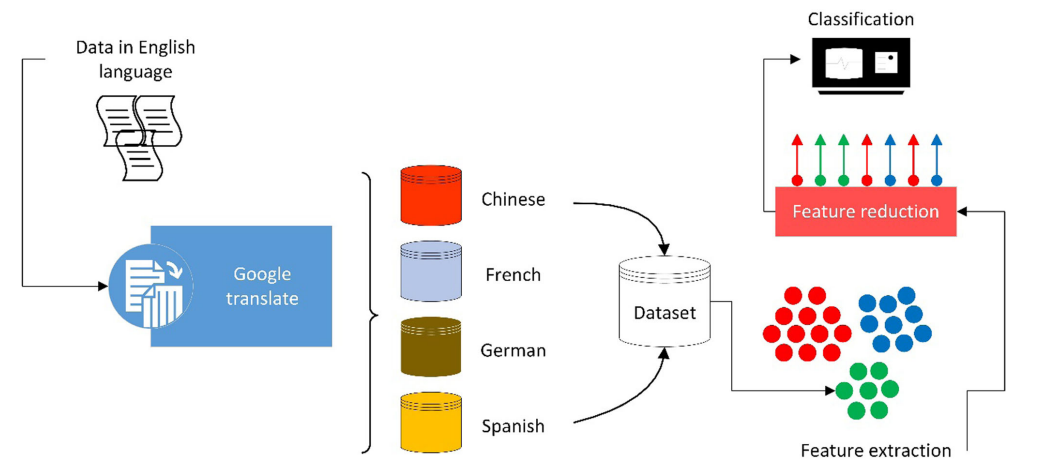 Data in English
language
Google
translate
Chinese
French
German
Spanish
Dataset
Classification
Feature reduction
Feature extraction